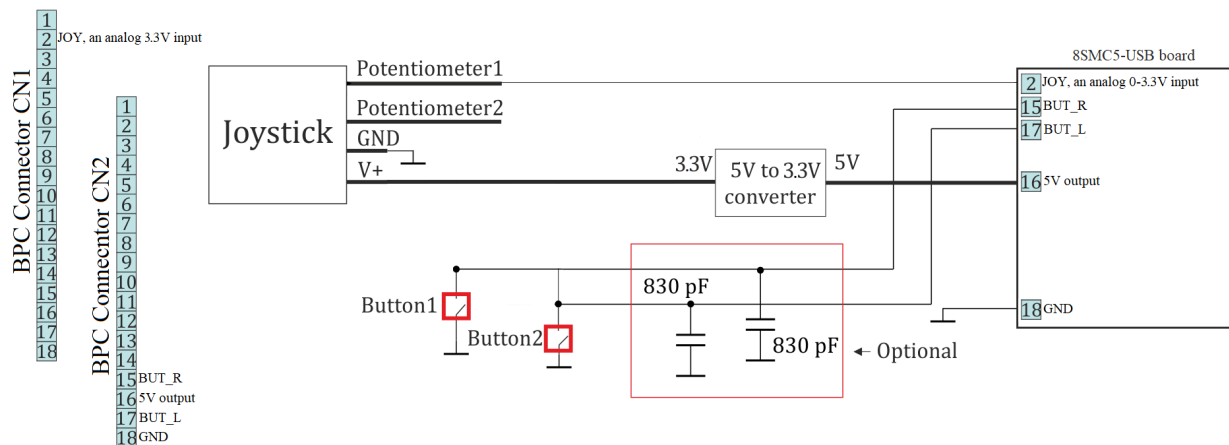 BPC Connector CN1
1
2 JOY, an analog 3.3V input
3
4
5
6
7
8
9
10
11
12
13
14
15
16
17
18
BPC Connentor CN2
1
2
3
4
5
6
7
8
9
10
11
12
13
14
15 BUT_R
16 5V output
17 BUT_L
18 GND
Joystick
Potentiometer1
Potentiometer2
GND
V+
3.3V
5V to 3.3V
converter
5V
8SMC5-USB board
2 JOY, an analog 0-3.3V input
15 BUT_R
17 BUT_L
16 5V output
18 GND
Button1
Button2
830 pF
830 pF
Optional